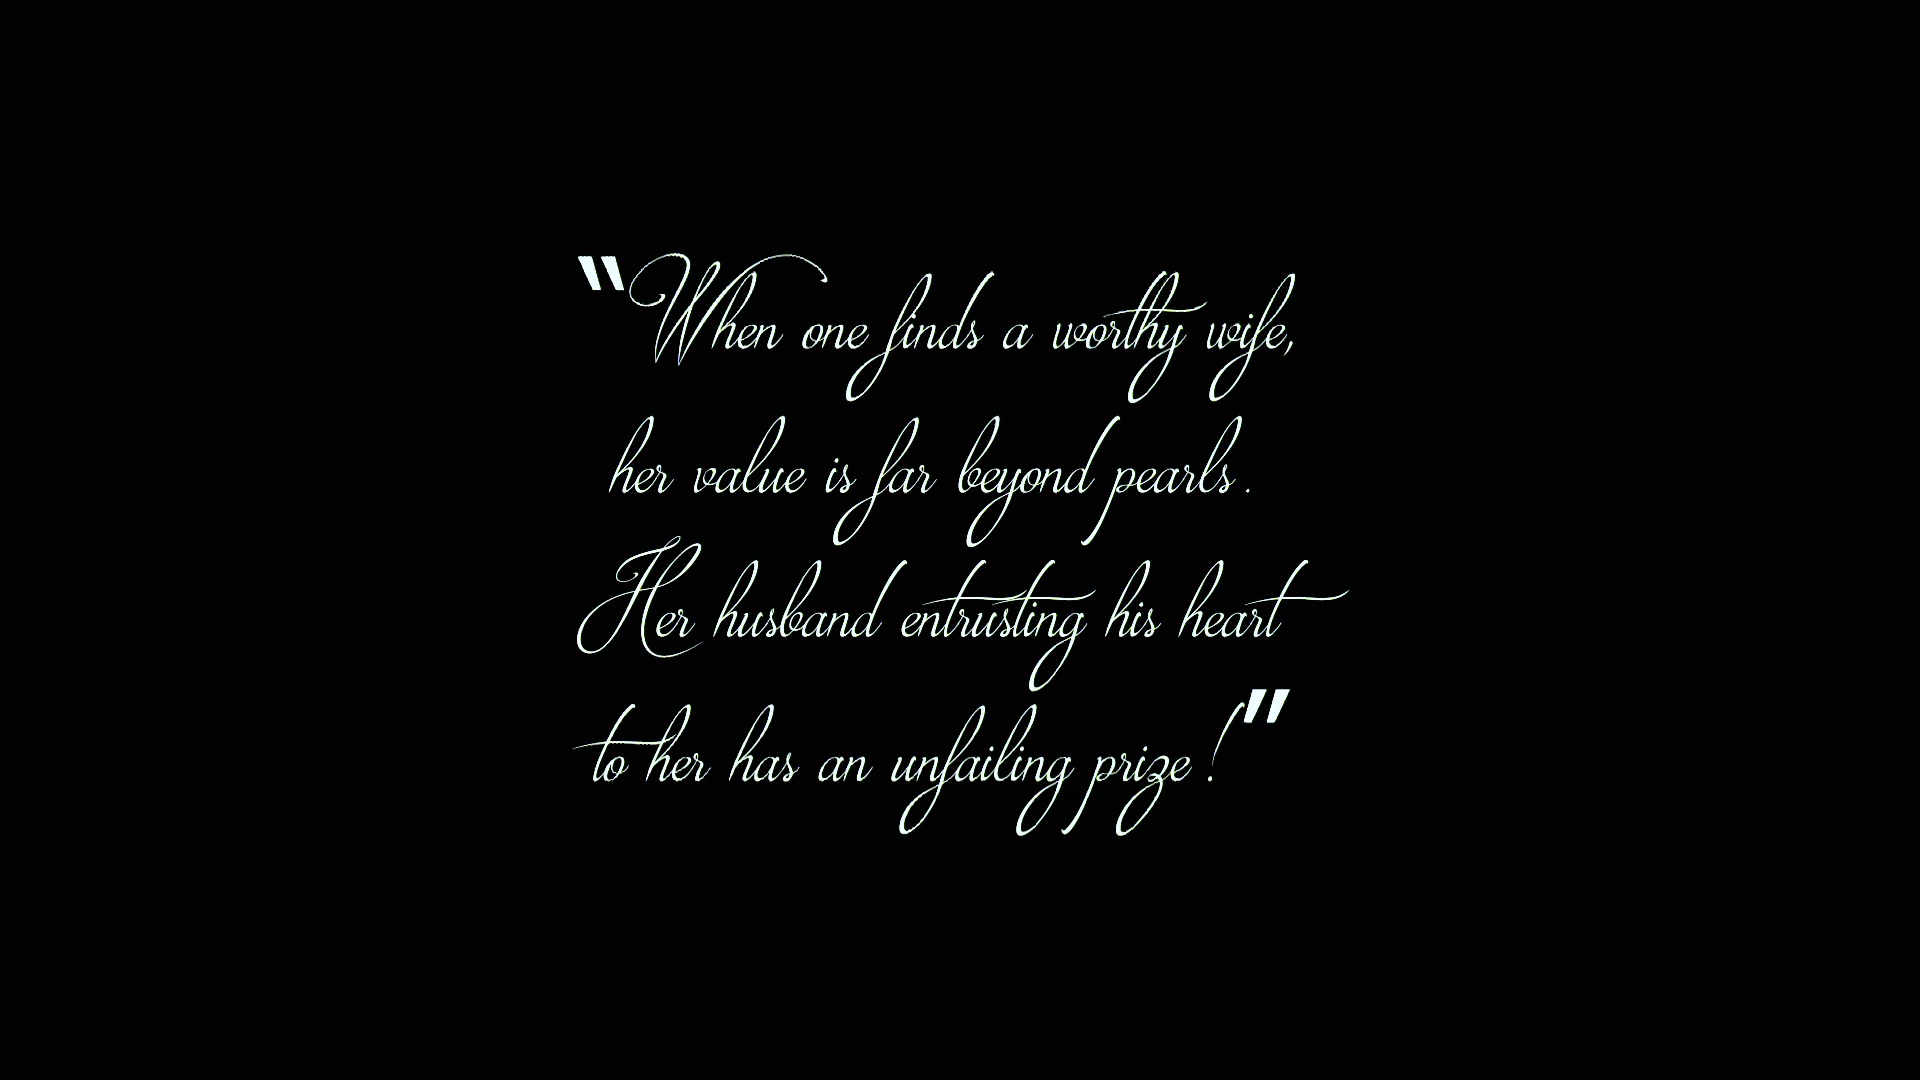 "When one finds a worthy wife,
her value is far beyond pearls.
Her husband entrusting his heart
to her has an unfailing prize!"